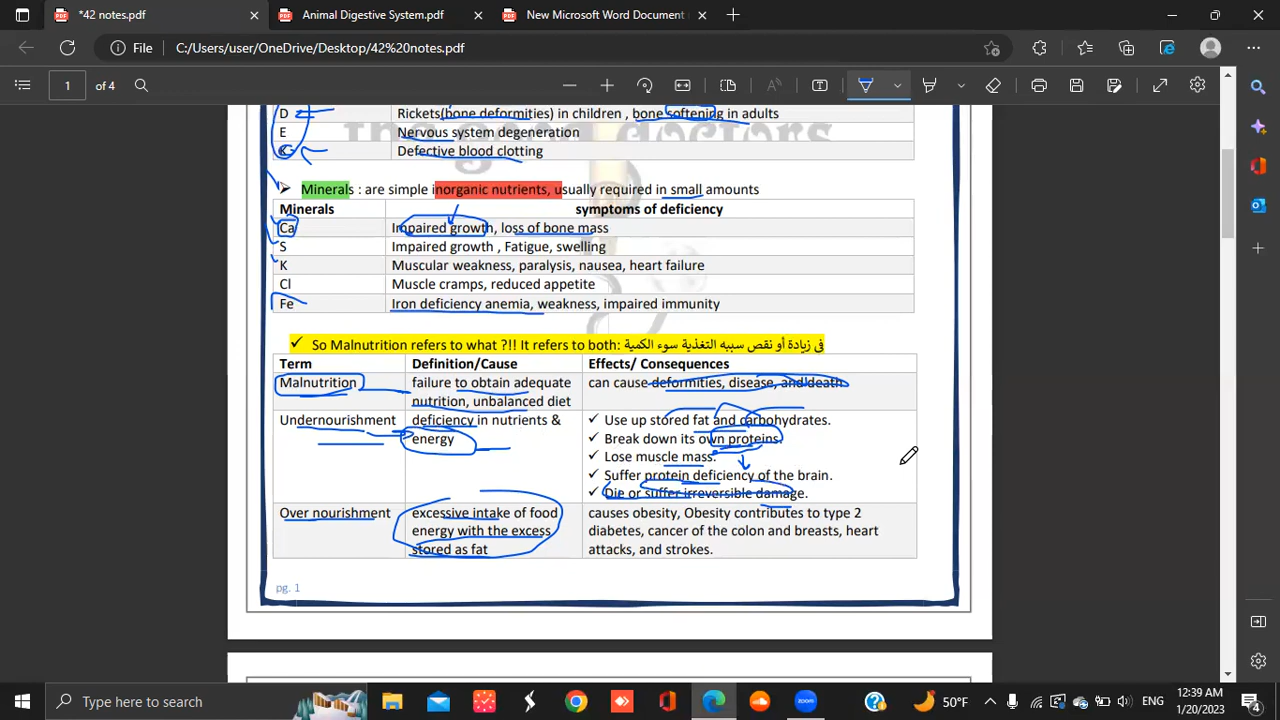 *42 notes.pdf
Animal Digestive System.pdf
New Microsoft Word Document
File C:/Users/user/OneDrive/Desktop/42%20notes.pdf
1 of 4
D Rickets(bone deformities) in children , bone softening in adults
E Nervous system degeneration
K Defective blood clotting
Minerals : are simple inorganic nutrients, usually required in small amounts
Minerals symptoms of deficiency
Ca Impaired growth, loss of bone mass
S Impaired growth , Fatigue, swelling
K Muscular weakness, paralysis, nausea, heart failure
Cl Muscle cramps, reduced appetite
Fe Iron deficiency anemia, weakness, impaired immunity
So Malnutrition refers to what ?!! It refers to both: فى زيادة أو نقص سببه التغذية سوء الكمية
Term Definition/Cause Effects/ Consequences
Malnutrition failure to obtain adequate nutrition, unbalanced diet can cause deformities, disease, and death
Undernourishment deficiency in nutrients & energy
Use up stored fat and carbohydrates.
Break down its own proteins.
Lose muscle mass.
Suffer protein deficiency of the brain.
Die or suffer irreversible damage.
Over nourishment excessive intake of food energy with the excess stored as fat
causes obesity, Obesity contributes to type 2
diabetes, cancer of the colon and breasts, heart
attacks, and strokes.
pg. 1
Type here to search
zoom
50°F
ENG
12:39 AM
1/20/2023
4